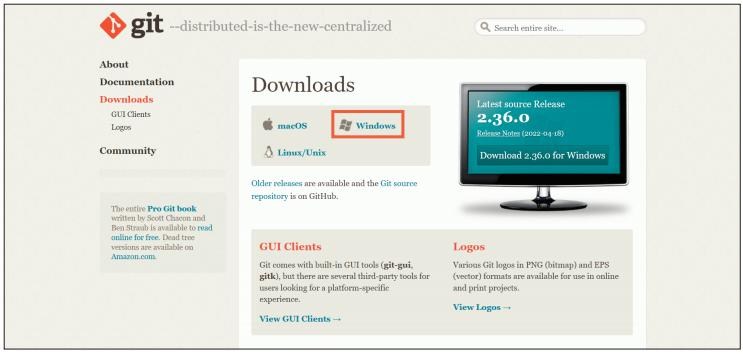 git --distributed-is-the-new-centralized
Search entire site...
About
Documentation
Downloads
GUI Clients
Logos
Community
The entire Pro Git book
written by Scott Chacon and
Ben Straub is available to read
online for free. Dead tree
versions are available on
Amazon.com.
Downloads
macOS
Windows
Linux/Unix
Older releases are available and the Git source
repository is on GitHub.
Latest source Release
2.36.0
Release Notes (2022-04-18)
Download 2.36.0 for Windows
GUI Clients
Git comes with built-in GUI tools (git-gui,
gitk), but there are several third-party tools for
users looking for a platform-specific
experience.
View GUI Clients →
Logos
Various Git logos in PNG (bitmap) and EPS
(vector) formats are available for use in online
and print projects.
View Logos →